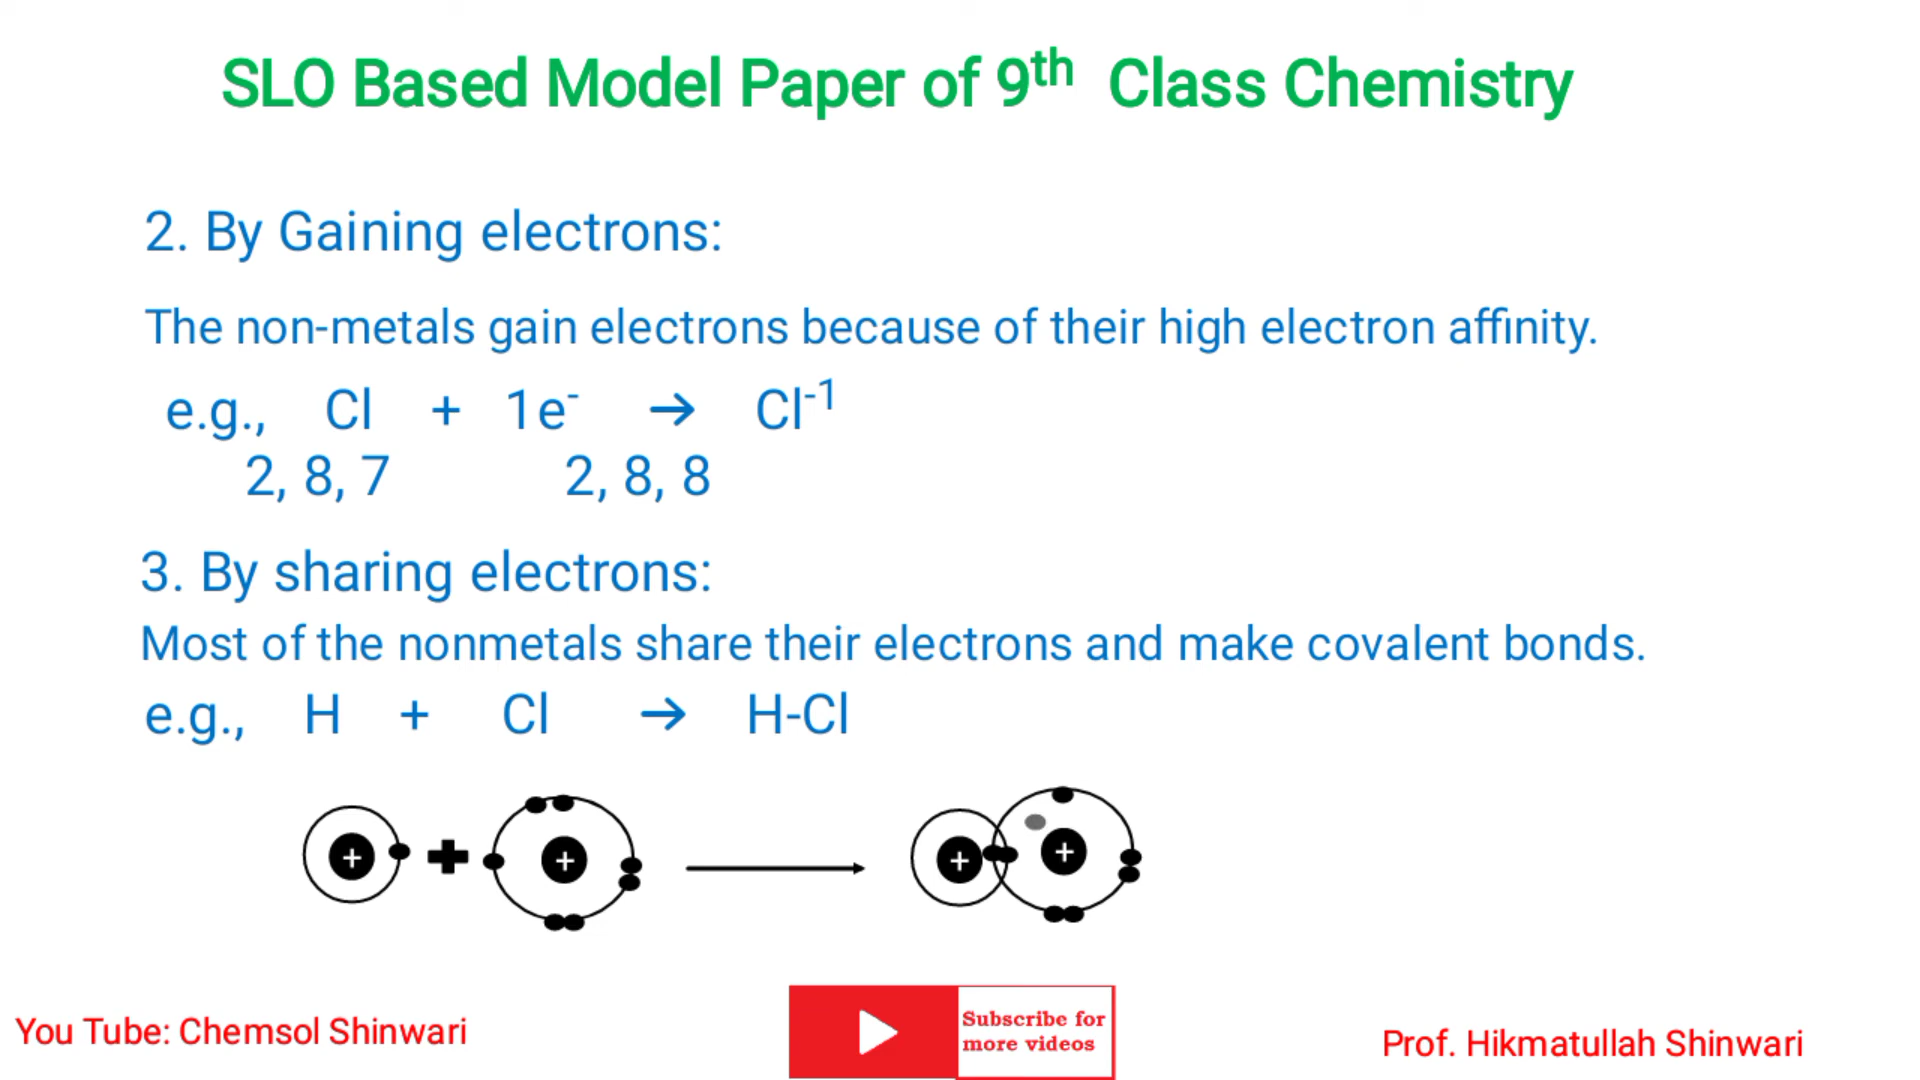 SLO Based Model Paper of 9th Class Chemistry
2. By Gaining electrons:
The non-metals gain electrons because of their high electron affinity.
e.g., Cl + 1e- → Cl-1
2, 8, 7 2, 8, 8
3. By sharing electrons:
Most of the nonmetals share their electrons and make covalent bonds.
e.g., H + Cl → H-Cl
+ + + + +
You Tube: Chemsol Shinwari
Subscribe for
more videos
Prof. Hikmatullah Shinwari